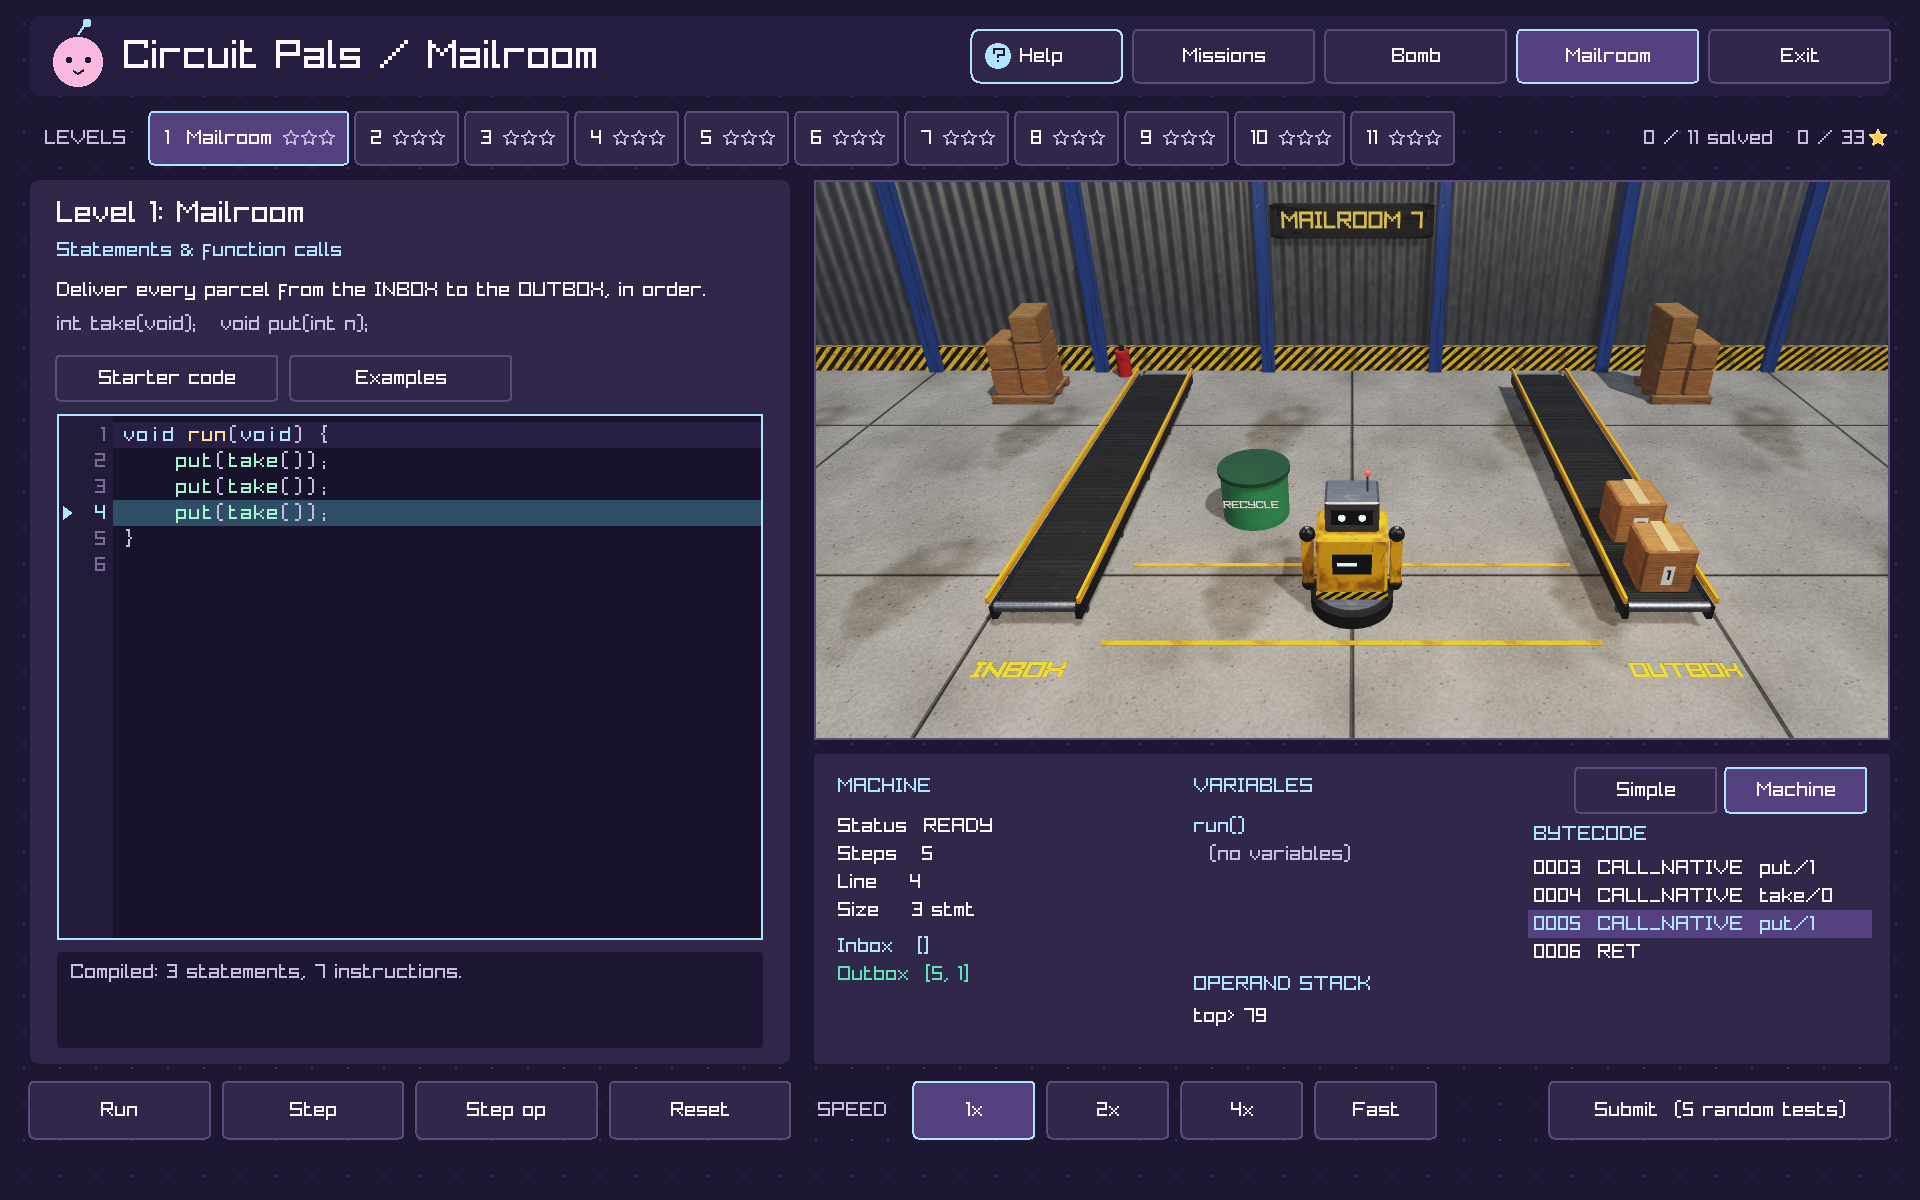 Circuit Pals / Mailroom
? Help
Missions
Bomb
Mailroom
Exit
LEVELS
1 Mailroom ☆☆☆
2 ☆☆☆
3 ☆☆☆
4 ☆☆☆
5 ☆☆☆
6 ☆☆☆
7 ☆☆☆
8 ☆☆☆
9 ☆☆☆
10 ☆☆☆
11 ☆☆☆
0 / 11 solved 0 / 33
Level 1: Mailroom
Statements & function calls
Deliver every parcel from the INBOX to the OUTBOX, in order.
int take(void); void put(int n);
Starter code
Examples
1 void run(void) {
2 put(take());
3 put(take());
4 put(take());
5 }
6
Compiled: 3 statements, 7 instructions.
MAILROOM 7
RECYCLE
1
INBOX
OUTBOX
MACHINE
Status READY
Steps 5
Line 4
Size 3 stmt
Inbox []
Outbox [5, 1]
VARIABLES
run()
(no variables)
OPERAND STACK
top> 79
Simple
Machine
BYTECODE
0003 CALL_NATIVE put/1
0004 CALL_NATIVE take/0
0005 CALL_NATIVE put/1
0006 RET
Run
Step
Step op
Reset
SPEED
1x
2x
4x
Fast
Submit (5 random tests)